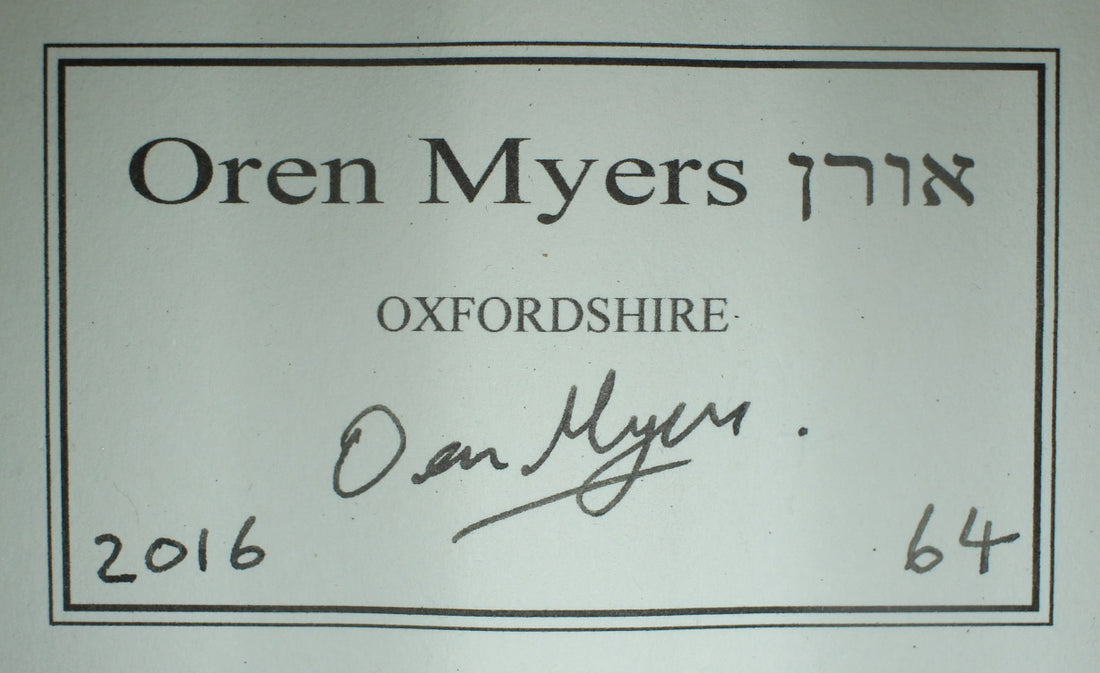 Oren Myers אורן
OXFORDSHIRE
Oren Myers.
2016 64